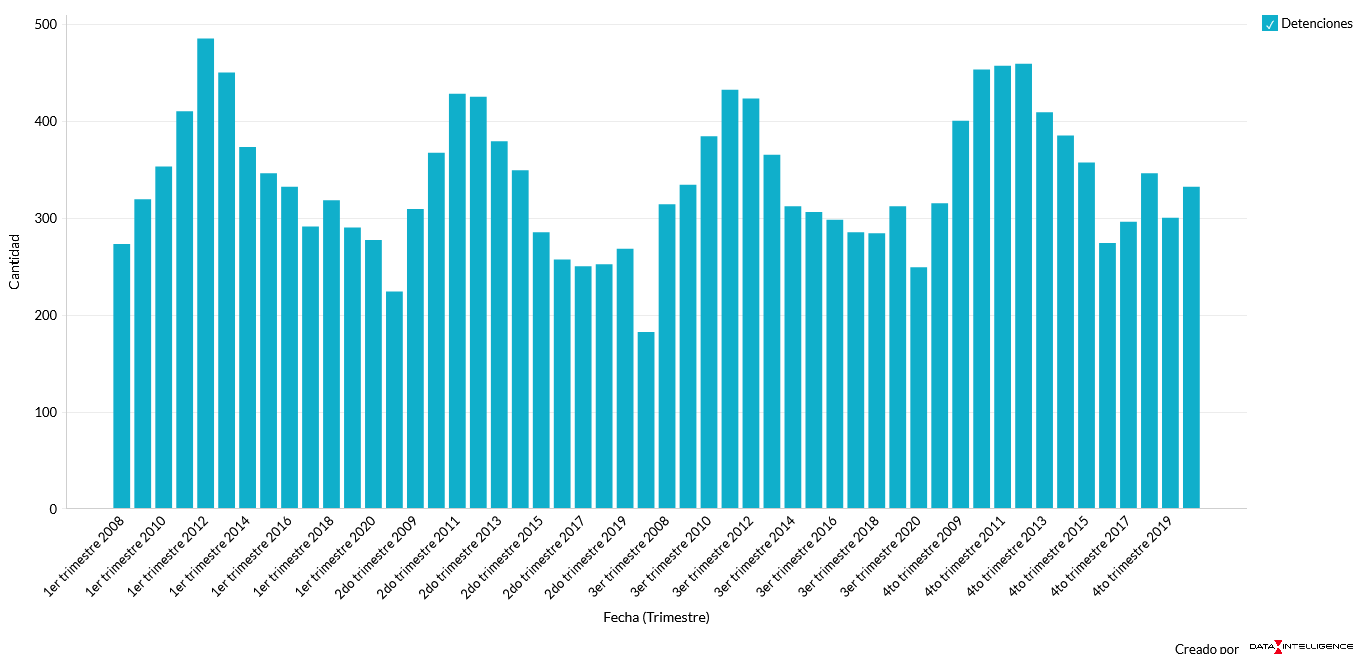 500
400
300
200
100
0
Cantidad
1er trimestre 2008
1er trimestre 2010
1er trimestre 2012
1er trimestre 2014
1er trimestre 2016
1er trimestre 2018
1er trimestre 2020
2do trimestre 2009
2do trimestre 2011
2do trimestre 2013
2do trimestre 2015
2do trimestre 2017
2do trimestre 2019
3er trimestre 2008
3er trimestre 2010
3er trimestre 2012
3er trimestre 2014
3er trimestre 2016
3er trimestre 2018
3er trimestre 2020
4to trimestre 2009
4to trimestre 2011
4to trimestre 2013
4to trimestre 2015
4to trimestre 2017
4to trimestre 2019
Fecha (Trimestre)
Detenciones
Creado por DATA INTELLIGENCE